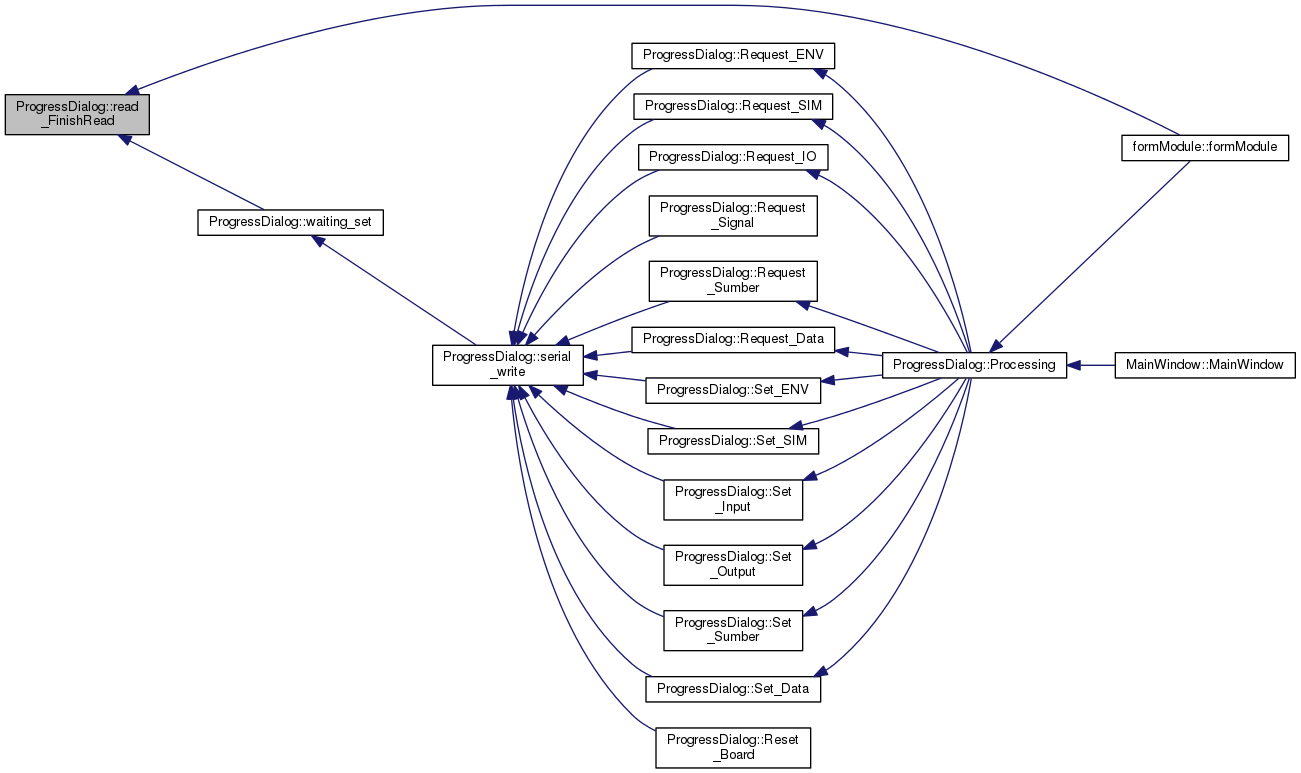 ProgressDialog::read
_FinishRead
ProgressDialog::waiting_set
ProgressDialog::serial
_write
ProgressDialog::Request_ENV
ProgressDialog::Request_SIM
ProgressDialog::Request_IO
ProgressDialog::Request
_Signal
ProgressDialog::Request
_Sumber
ProgressDialog::Request_Data
ProgressDialog::Set_ENV
ProgressDialog::Set_SIM
ProgressDialog::Set
_Input
ProgressDialog::Set
_Output
ProgressDialog::Set
_Sumber
ProgressDialog::Set_Data
ProgressDialog::Reset
_Board
ProgressDialog::Processing
formModule::formModule
MainWindow::MainWindow